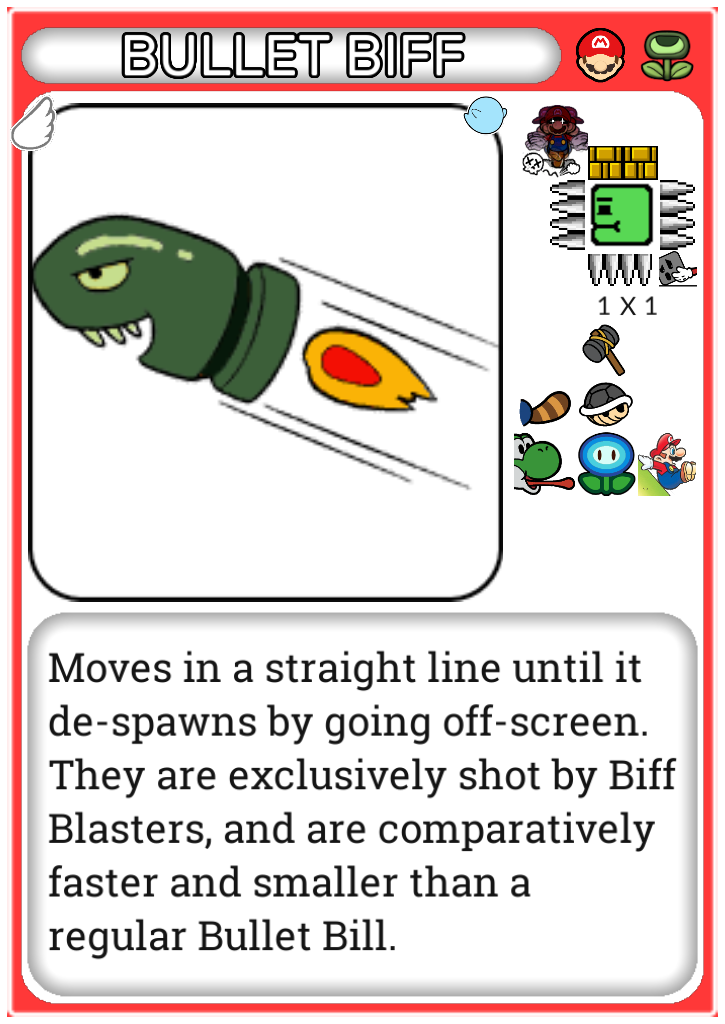 BULLET BIFF
1 X 1
Moves in a straight line until it
de-spawns by going off-screen.
They are exclusively shot by Biff
Blasters, and are comparatively
faster and smaller than a
regular Bullet Bill.